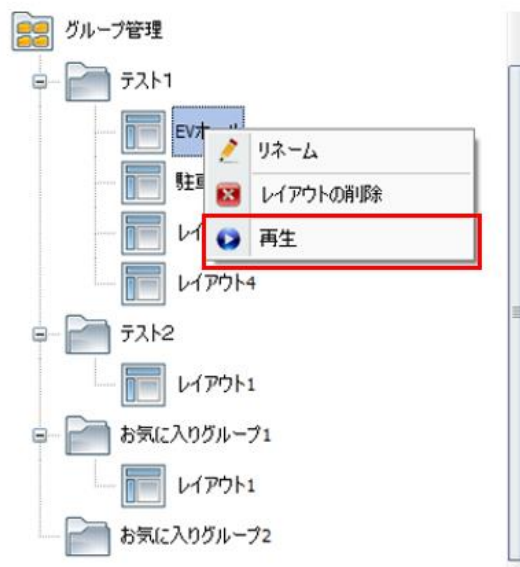 グループ管理
テスト1
EVホール
リネーム
駐車
レイアウトの削除
レイ
再生
レイアウト4
テスト2
レイアウト1
お気に入りグループ1
レイアウト1
お気に入りグループ2